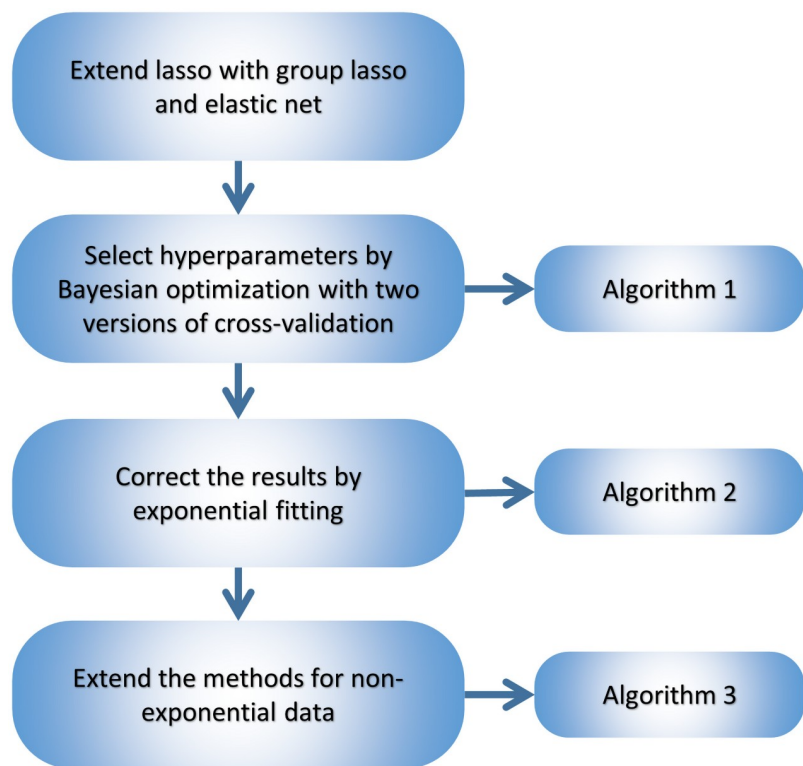 Extend lasso with group lasso
and elastic net
Select hyperparameters by
Bayesian optimization with two
versions of cross-validation
Algorithm 1
Correct the results by
exponential fitting
Algorithm 2
Extend the methods for non-
exponential data
Algorithm 3